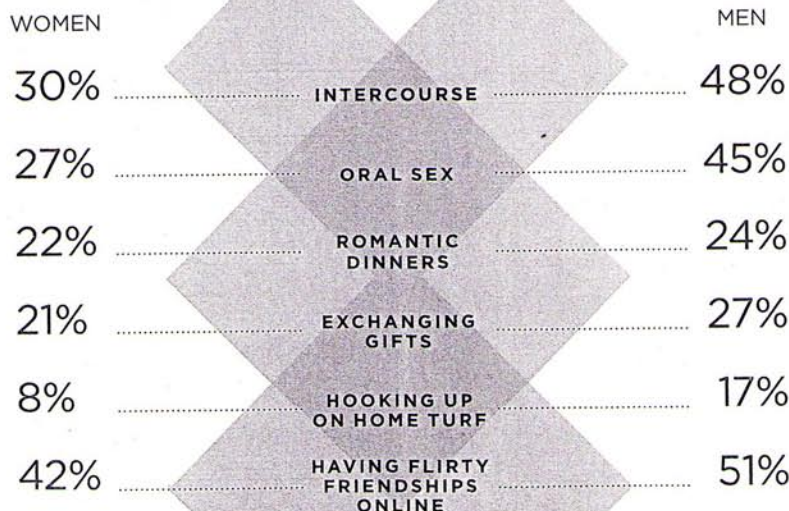 WOMEN MEN
30% INTERCOURSE 48%
27% ORAL SEX 45%
22% ROMANTIC 24%
DINNERS
21% EXCHANGING 27%
GIFTS
8% HOOKING UP 17%
ON HOME TURF
42% HAVING FLIRTY 51%
FRIENDSHIPS
ONLINE